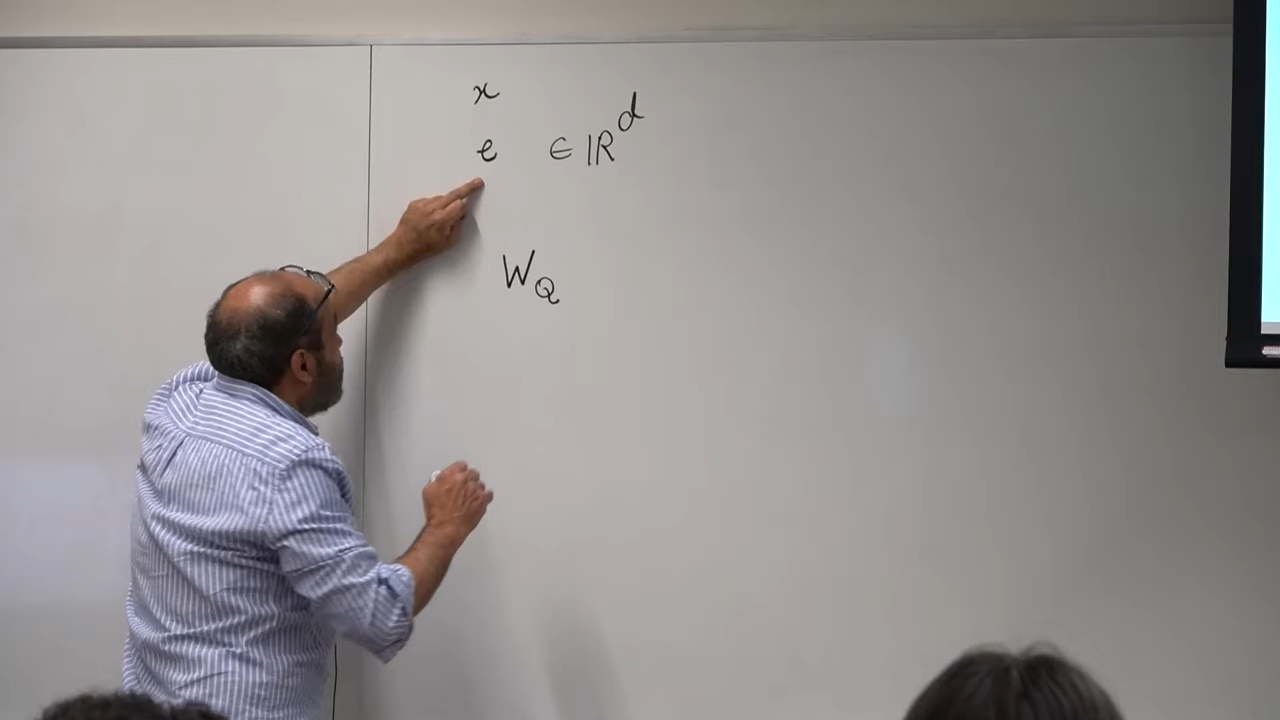 x
e ∈ ℝ^d
W_Q